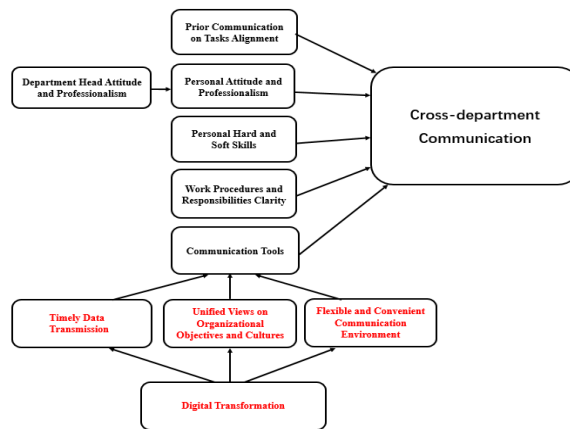 Prior Communication
on Tasks Alignment
Department Head Attitude
and Professionalism
Personal Attitude and
Professionalism
Cross-department
Communication
Personal Hard and
Soft Skills
Work Procedures and
Responsibilities Clarity
Communication Tools
Timely Data
Transmission
Unified Views on
Organizational
Objectives and Cultures
Flexible and Convenient
Communication
Environment
Digital Transformation